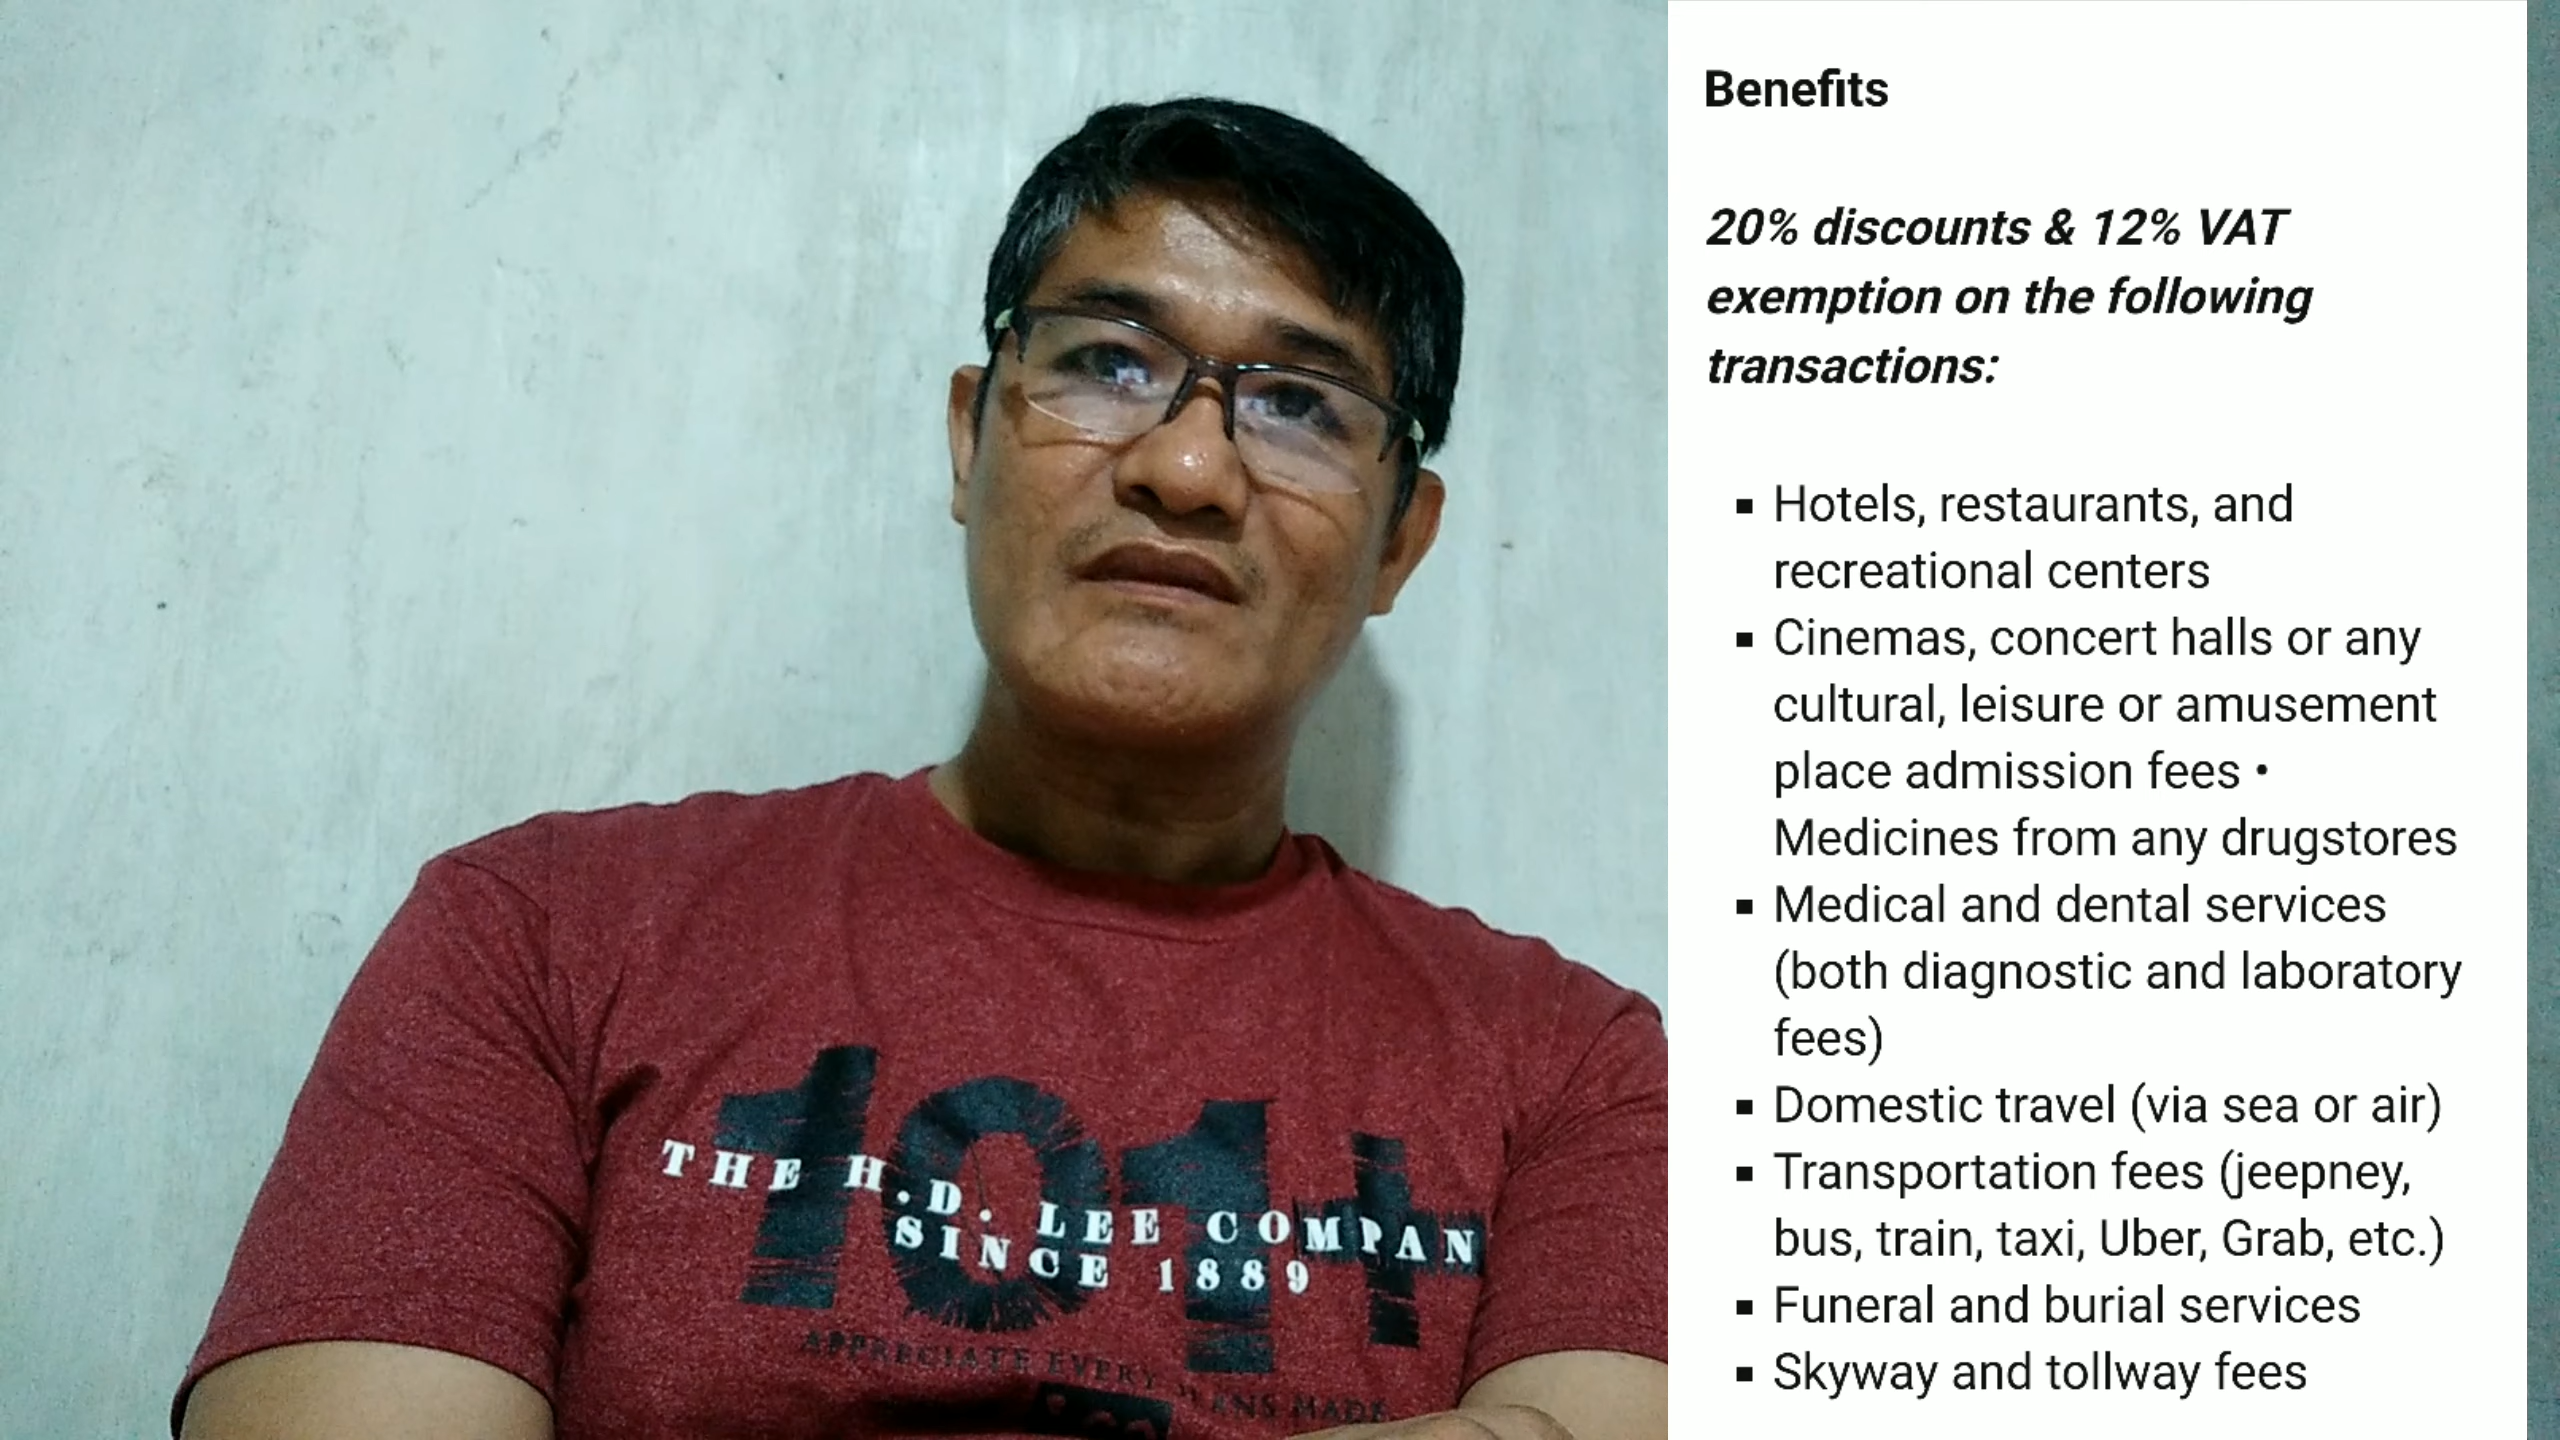 THE H.D. LEE COMPAN
SINCE 1889
101+
APPRECIATE EVERY
MADE
Benefits
20% discounts & 12% VAT
exemption on the following
transactions:
▪ Hotels, restaurants, and
recreational centers
▪ Cinemas, concert halls or any
cultural, leisure or amusement
place admission fees •
Medicines from any drugstores
▪ Medical and dental services
(both diagnostic and laboratory
fees)
▪ Domestic travel (via sea or air)
▪ Transportation fees (jeepney,
bus, train, taxi, Uber, Grab, etc.)
▪ Funeral and burial services
▪ Skyway and tollway fees